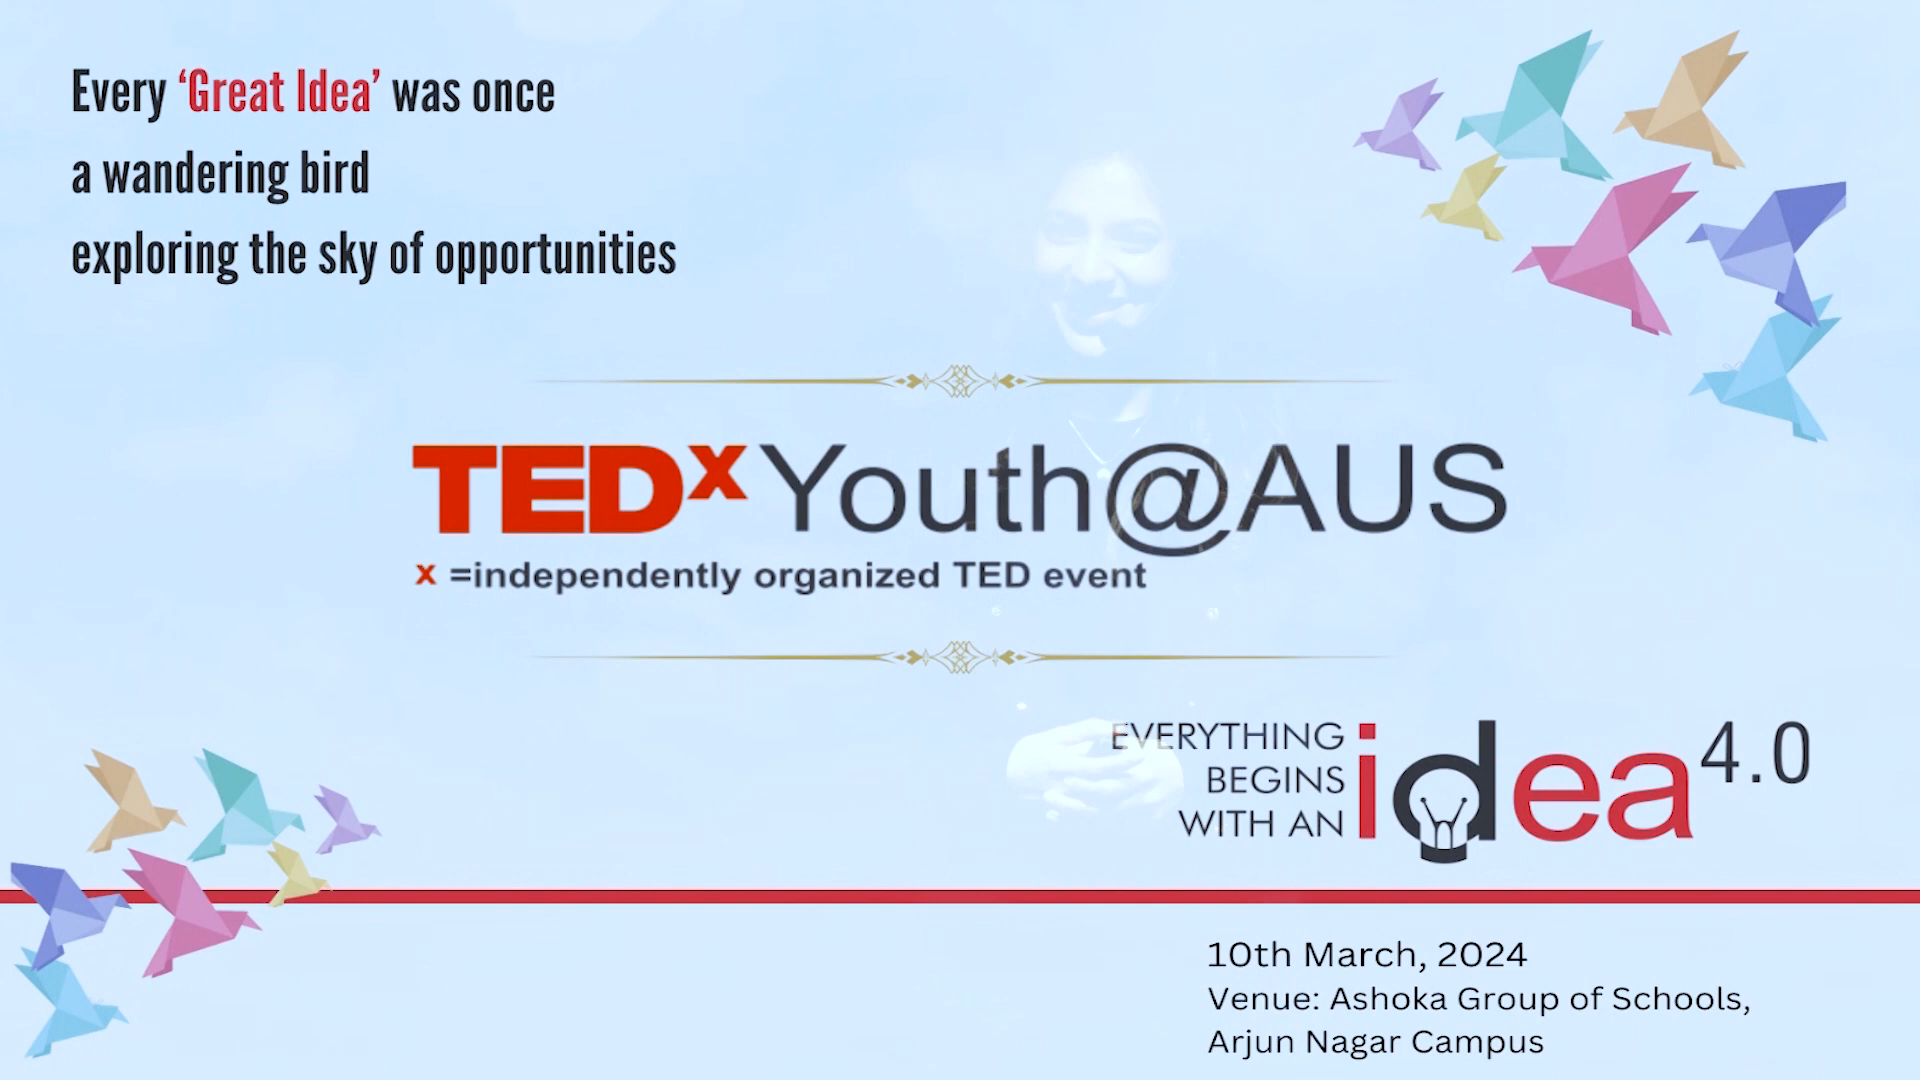 Every ‘Great Idea’ was once
a wandering bird
exploring the sky of opportunities
TEDx Youth@AUS
x =independently organized TED event
EVERYTHING
BEGINS
WITH AN
idea 4.0
10th March, 2024
Venue: Ashoka Group of Schools,
Arjun Nagar Campus